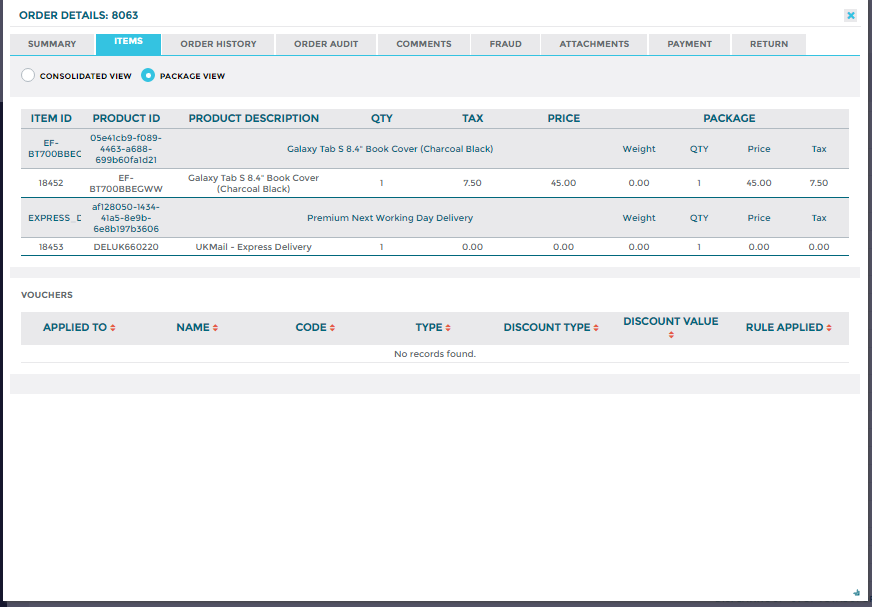 ORDER DETAILS: 8063
SUMMARY ITEMS ORDER HISTORY ORDER AUDIT COMMENTS FRAUD ATTACHMENTS PAYMENT RETURN
CONSOLIDATED VIEW PACKAGE VIEW
ITEM ID PRODUCT ID PRODUCT DESCRIPTION QTY TAX PRICE PACKAGE
EF-
BT700BBEC
05e41cb9-f089-
4463-a688-
699b60fa1d21
Galaxy Tab S 8.4" Book Cover (Charcoal Black) Weight QTY Price Tax
18452
EF-
BT700BBEGWW
Galaxy Tab S 8.4" Book Cover
(Charcoal Black)
1 7.50 45.00 0.00 1 45.00 7.50
EXPRESS_D
af128050-1434-
41a5-8e9b-
6e8b197b3606
Premium Next Working Day Delivery Weight QTY Price Tax
18453 DELUK660220 UKMail - Express Delivery 1 0.00 0.00 0.00 1 0.00 0.00
VOUCHERS
APPLIED TO NAME CODE TYPE DISCOUNT TYPE DISCOUNT VALUE RULE APPLIED
No records found.